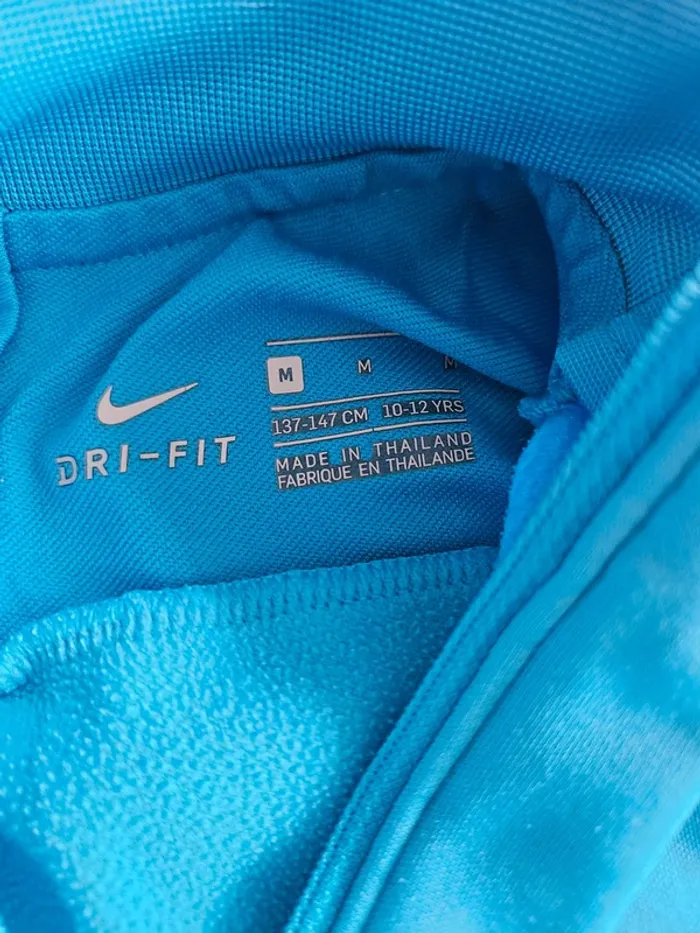 DRI-FIT
M M M
137-147 CM 10-12 YRS
MADE IN THAILAND
FABRIQUE EN THAILANDE